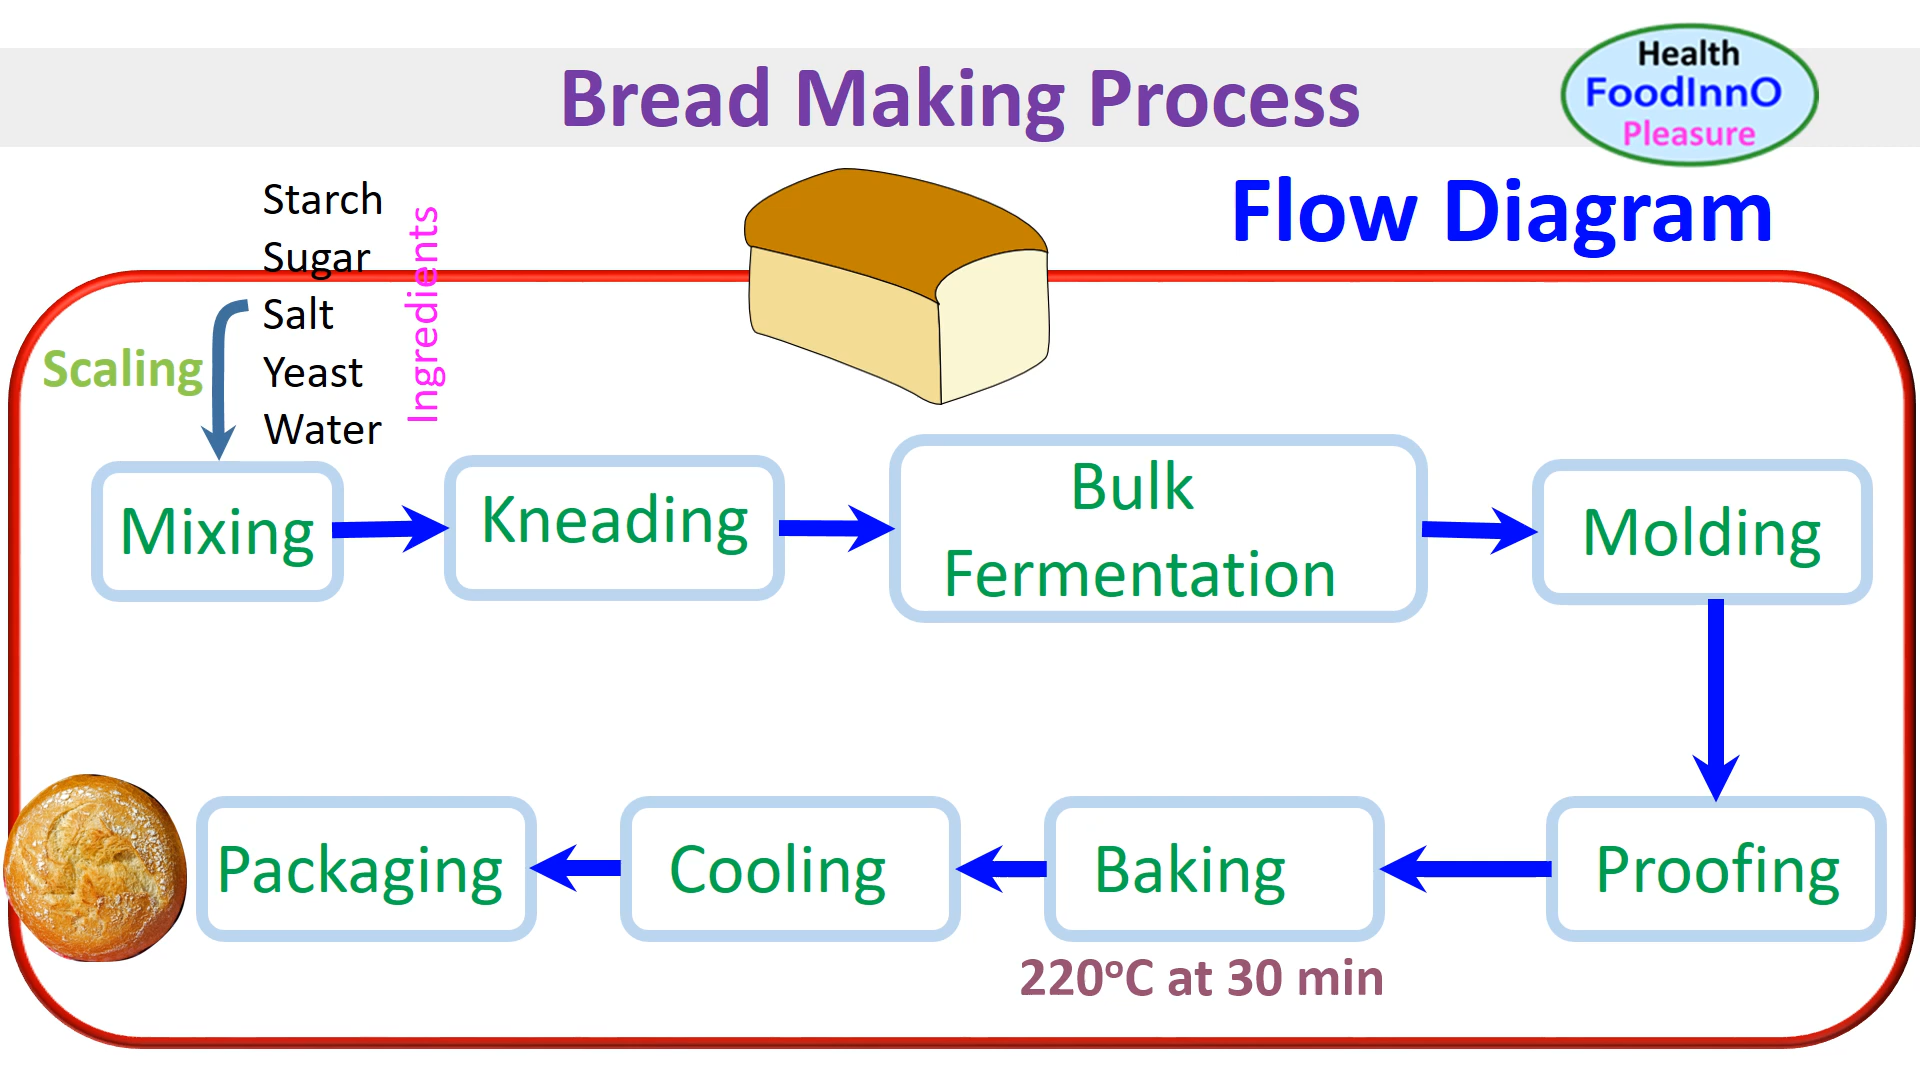 Bread Making Process
Health
FoodInnO
Pleasure
Flow Diagram
Starch
Sugar
Salt
Yeast
Water
Ingredients
Scaling
Mixing
Kneading
Bulk
Fermentation
Molding
Proofing
Baking
220°C at 30 min
Cooling
Packaging